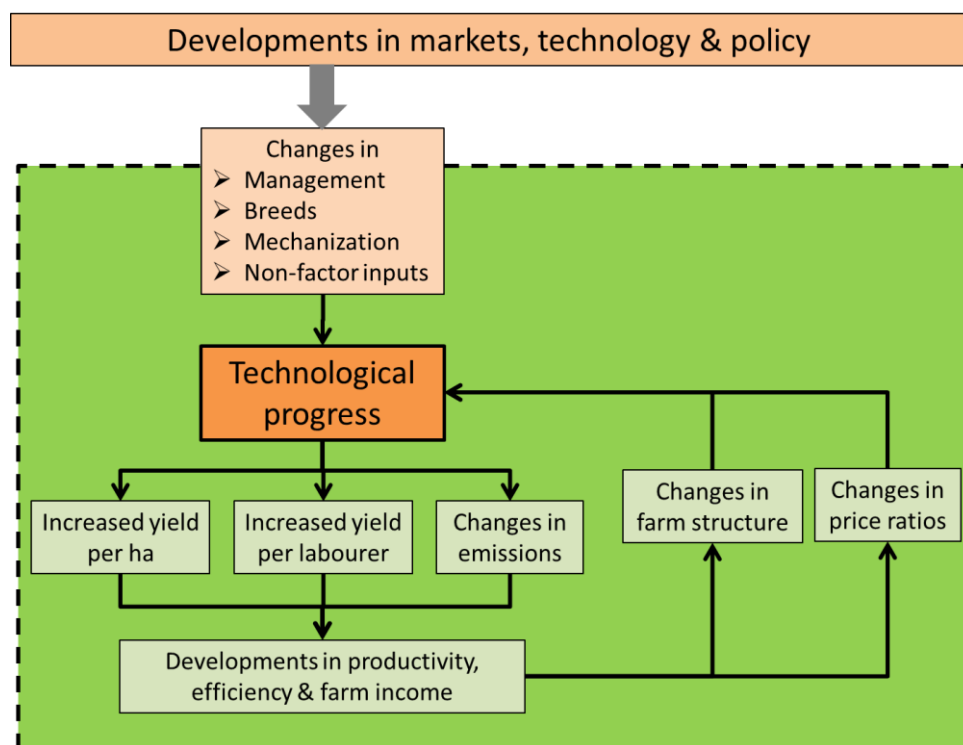 Developments in markets, technology & policy
Changes in
➢ Management
➢ Breeds
➢ Mechanization
➢ Non-factor inputs
Technological
progress
Increased yield
per ha
Increased yield
per labourer
Changes in
emissions
Changes in
farm structure
Changes in
price ratios
Developments in productivity,
efficiency & farm income